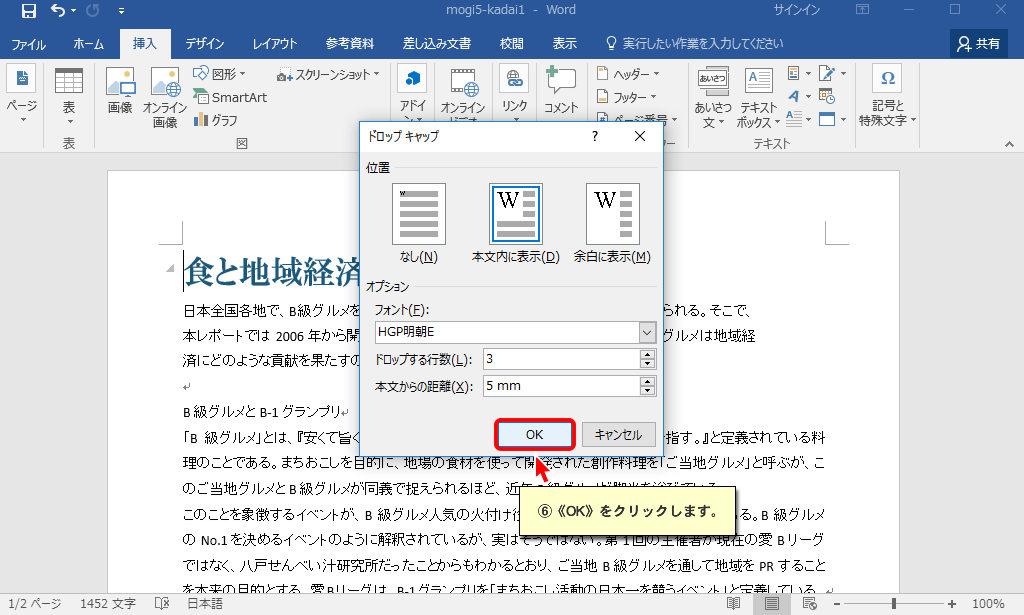 mogi5-kadai1 - Word
サインイン
ファイル ホーム 挿入 デザイン レイアウト 参考資料 差し込み文書 校閲 表示 実行したい作業を入力してください 共有
ページ
表
画像
オンライン
画像
図形
SmartArt
グラフ
スクリーンショット
アドイ
ン
オンライン
ビデオ
リンク
コメント
ヘッダー
フッター
ページ番号
あいさつ
あいさつ
文
テキスト
ボックス
記号と
特殊文字
表
図
テキスト
ドロップ キャップ
? ×
位置
なし(N) 本文内に表示(D) 余白に表示(M)
オプション
フォント(F):
HGP明朝E
ドロップする行数(L): 3
本文からの距離(X): 5 mm
OK キャンセル
⑥《OK》をクリックします。
食と地域経済
日本全国各地で、B級グルメを
られる。そこで、
本レポートでは 2006 年から開
グルメは地域経
済にどのような貢献を果たすの
B 級グルメと B-1 グランプリ
「B 級グルメ」とは、『安くて旨く
指す。』と定義されている料
理のことである。まちおこしを目的に、地場の食材を使って開発された創作料理を「ご当地グルメ」と呼ぶが、こ
のご当地グルメと B 級グルメが同義で捉えられるほど、近年
このことを象徴するイベントが、B 級グルメ人気の火付け役
ある。B 級グルメ
の No.1 を決めるイベントのように解釈されているが、実はそうではない。第 1 回の主催者が現在の愛 B リーグ
ではなく、八戸せんべい汁研究所だったことからもわかるとおり、ご当地 B 級グルメを通して地域を PR すること
を本来の目的とする。愛 B リーグは、B-1 グランプリを「まちおこし活動の日本一を競うイベント」と定義している。
1/2 ページ 1452 文字 日本語 100%